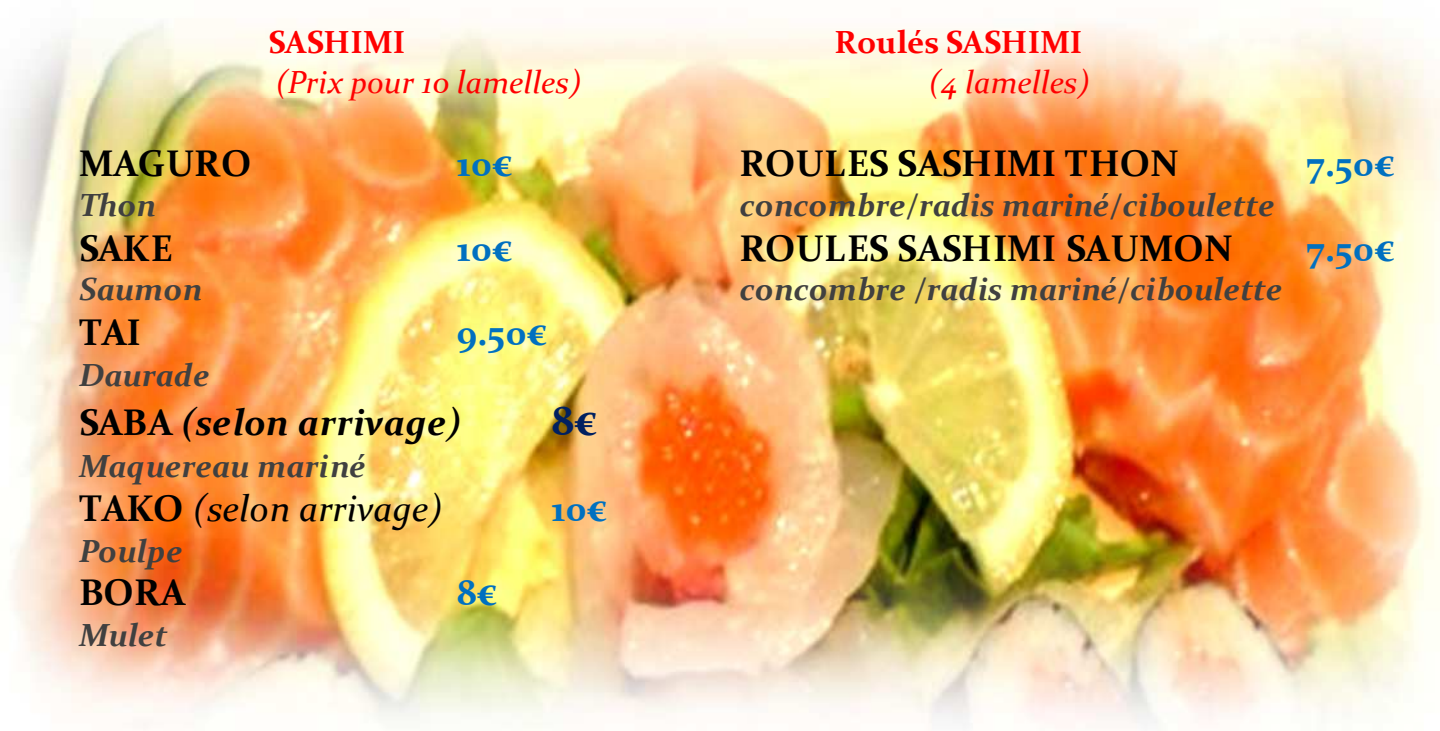 SASHIMI
(Prix pour 10 lamelles)
MAGURO 10€
Thon
SAKE 10€
Saumon
TAI 9.50€
Daurade
SABA (selon arrivage) 8€
Maquereau mariné
TAKO (selon arrivage) 10€
Poulpe
BORA 8€
Mulet
Roulés SASHIMI
(4 lamelles)
ROULES SASHIMI THON 7.50€
concombre/radis mariné/ciboulette
ROULES SASHIMI SAUMON 7.50€
concombre /radis mariné/ciboulette